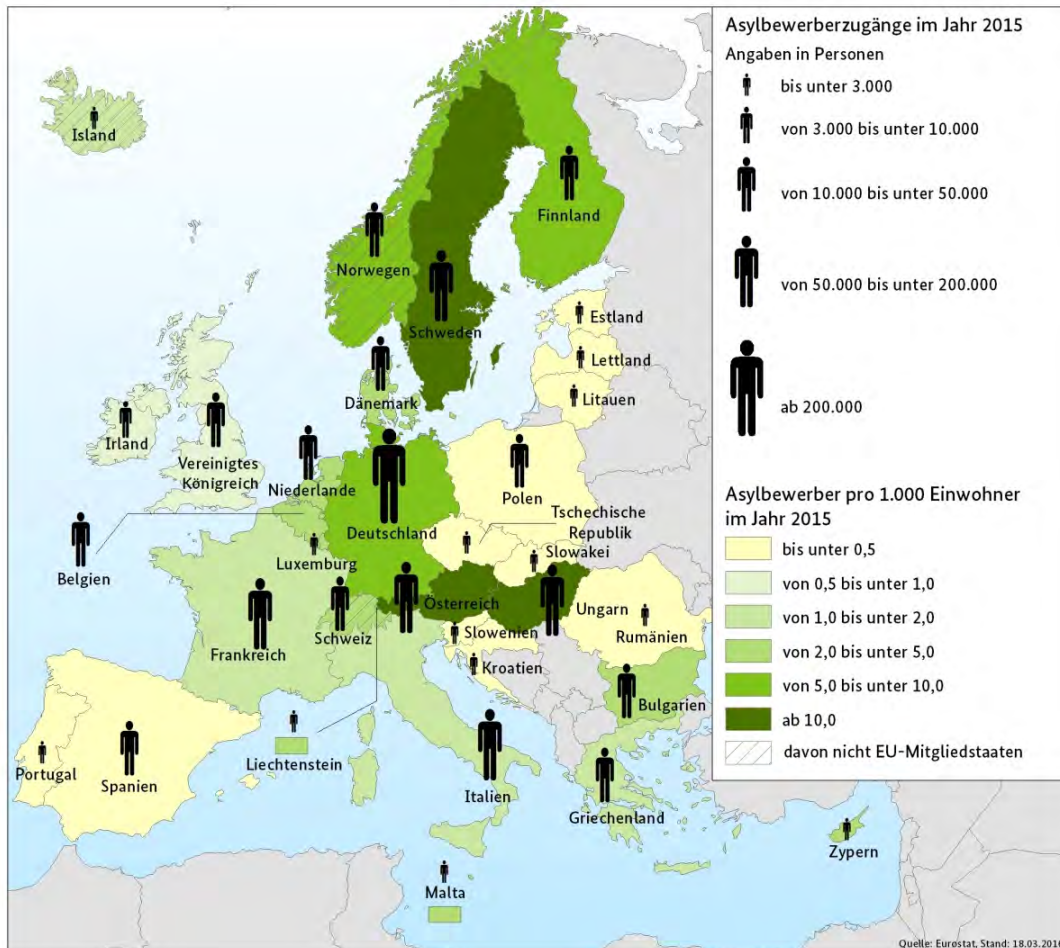 Island
Finnland
Norwegen
Schweden
Estland
Lettland
Litauen
Dänemark
Irland
Vereinigtes
Königreich
Niederlande
Polen
Deutschland
Tschechische
Republik
Belgien
Luxemburg
Slowakei
Österreich
Ungarn
Frankreich
Schweiz
Slowenien
Rumänien
Kroatien
Bulgarien
Portugal
Spanien
Liechtenstein
Italien
Griechenland
Malta
Zypern
Asylbewerberzugänge im Jahr 2015
Angaben in Personen
bis unter 3.000
von 3.000 bis unter 10.000
von 10.000 bis unter 50.000
von 50.000 bis unter 200.000
ab 200.000
Asylbewerber pro 1.000 Einwohner
im Jahr 2015
bis unter 0,5
von 0,5 bis unter 1,0
von 1,0 bis unter 2,0
von 2,0 bis unter 5,0
von 5,0 bis unter 10,0
ab 10,0
davon nicht EU-Mitgliedstaaten
Quelle: Eurostat, Stand: